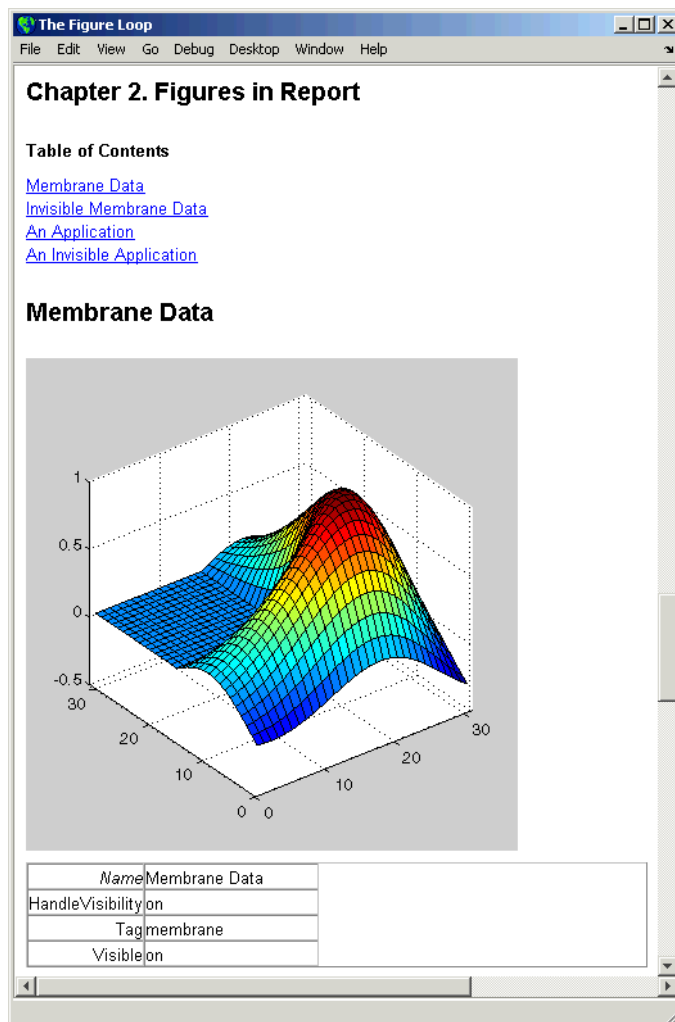 The Figure Loop
File Edit View Go Debug Desktop Window Help
Chapter 2. Figures in Report
Table of Contents
Membrane Data
Invisible Membrane Data
An Application
An Invisible Application
Membrane Data
1
0.5
0
-0.5
30
20
10
0
0
10
20
30
Name Membrane Data
HandleVisibility on
Tag membrane
Visible on